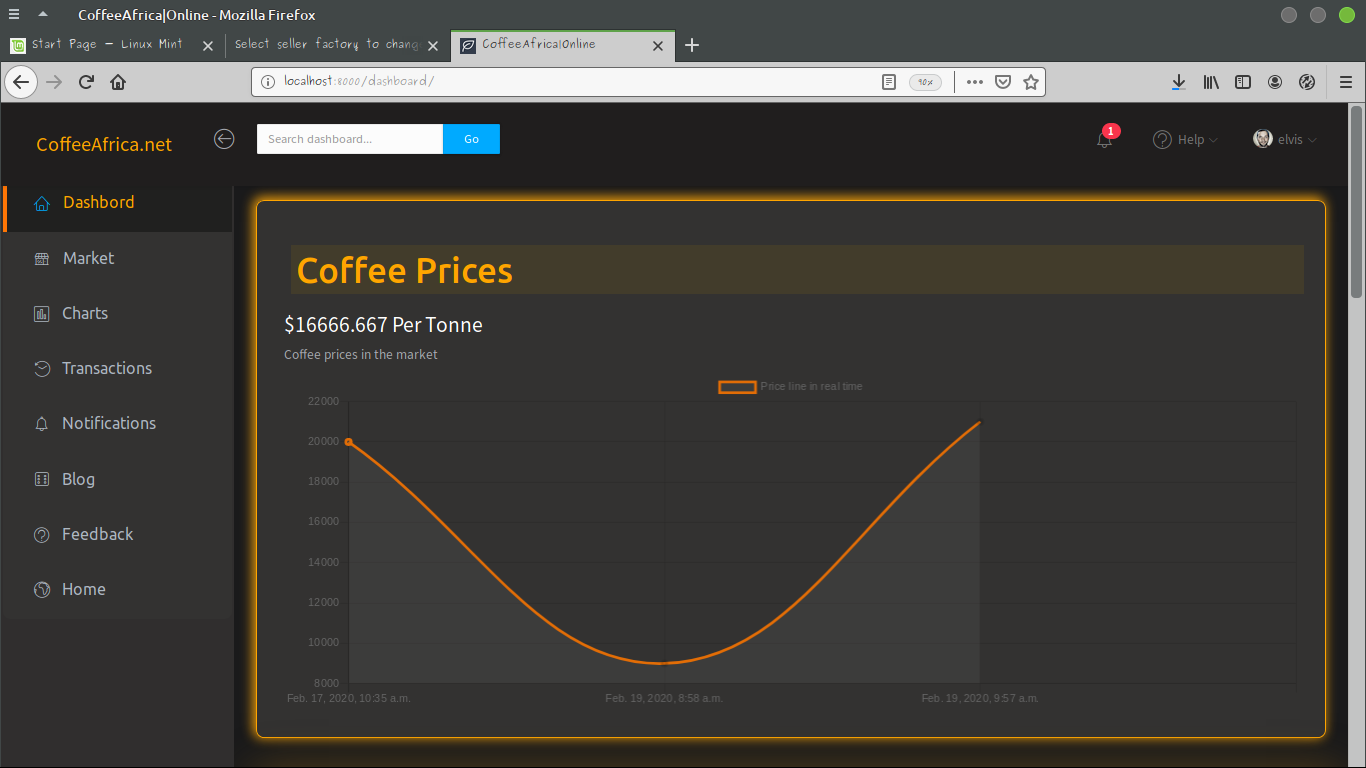 CoffeeAfrica|Online - Mozilla Firefox
Start Page — Linux Mint
Select seller factory to chang
CoffeeAfrica|Online
localhost:8000/dashboard/
90%
CoffeeAfrica.net
Search dashboard...
Go
1
Help
elvis
Dashbord
Market
Charts
Transactions
Notifications
Blog
Feedback
Home
Coffee Prices
$16666.667 Per Tonne
Coffee prices in the market
Price line in real time
22000
20000
18000
16000
14000
12000
10000
8000
Feb. 17, 2020, 10:35 a.m.
Feb. 19, 2020, 8:58 a.m.
Feb. 19, 2020, 9:57 a.m.